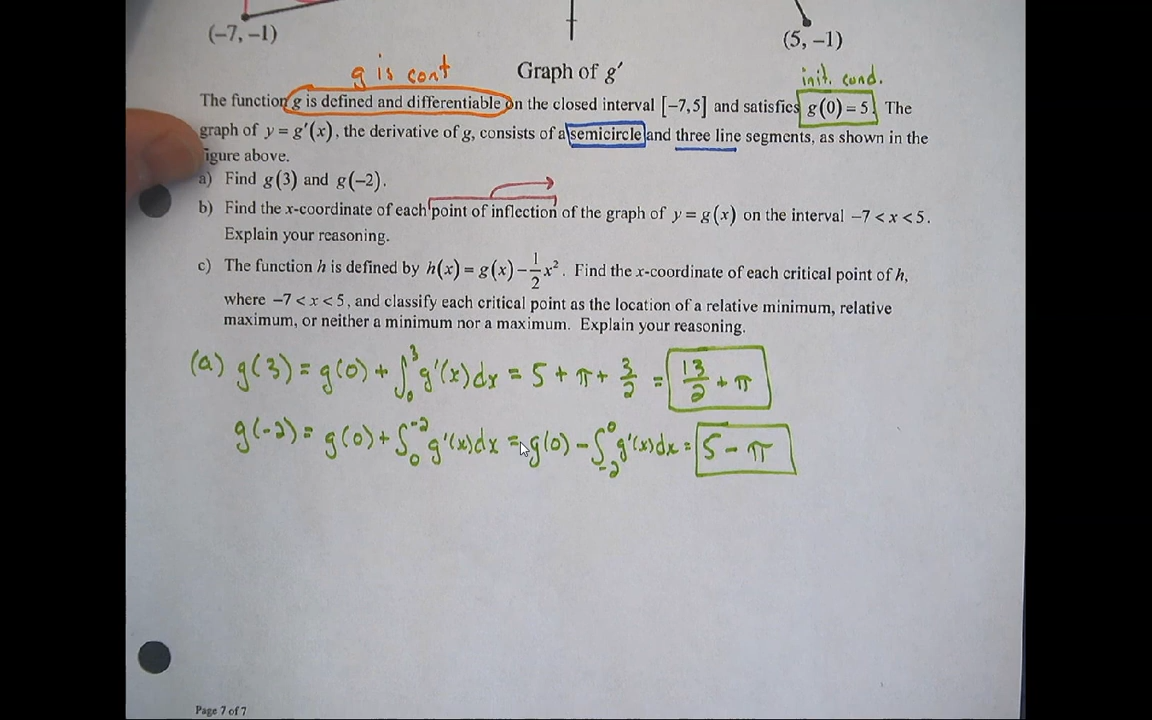 (−7, −1)
(5, −1)
g is cont
Graph of g′
init. cond.
The function g is defined and differentiable on the closed interval [−7,5] and satisfies g(0) = 5. The
graph of y = g′(x), the derivative of g, consists of a semicircle and three line segments, as shown in the
igure above.
a) Find g(3) and g(−2).
b) Find the x-coordinate of each point of inflection of the graph of y = g(x) on the interval −7 < x < 5.
Explain your reasoning.
c) The function h is defined by h(x) = g(x) − 1/2 x². Find the x-coordinate of each critical point of h,
where −7 < x < 5, and classify each critical point as the location of a relative minimum, relative
maximum, or neither a minimum nor a maximum. Explain your reasoning.
(a) g(3) = g(0) + ∫₀³ g'(x)dx = 5 + π + 3/2 = 13/2 + π
g(-2) = g(0) + ∫₀⁻² g'(x)dx = g(0) − ∫₋₂⁰ g'(x)dx = 5 − π
Page 7 of 7